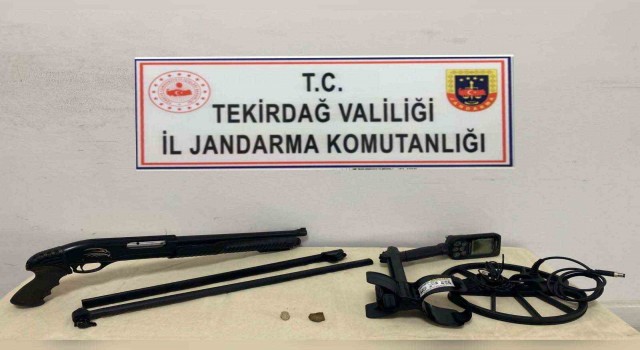 T.C.
TEKİRDAĞ VALİLİĞİ
İL JANDARMA KOMUTANLIĞI